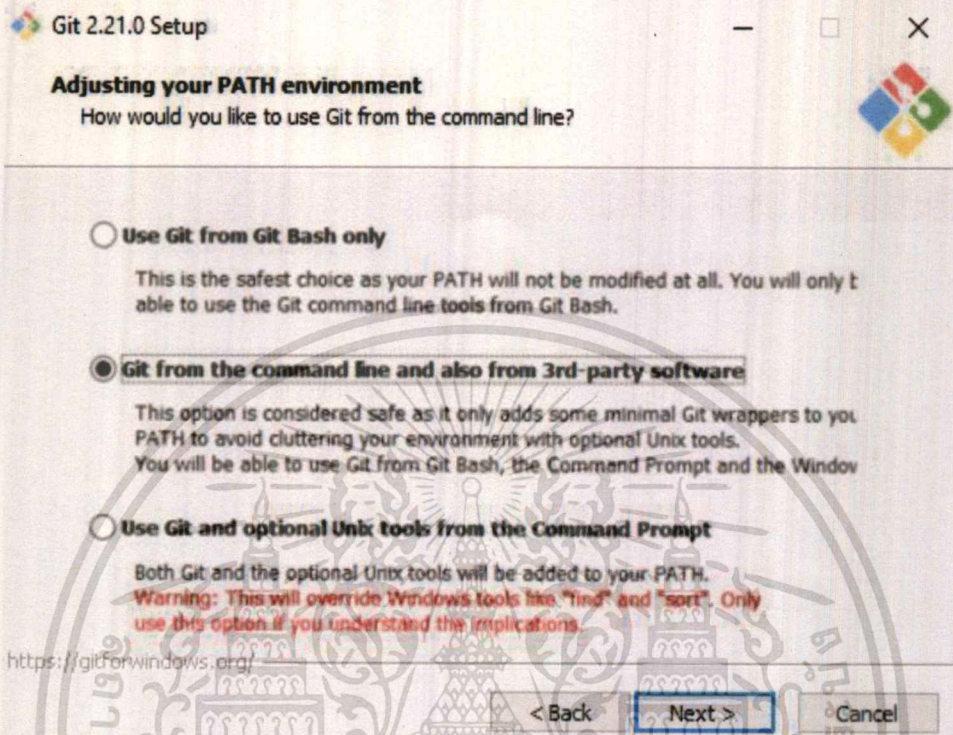 Git 2.21.0 Setup
Adjusting your PATH environment
How would you like to use Git from the command line?
Use Git from Git Bash only
This is the safest choice as your PATH will not be modified at all. You will only b
able to use the Git command line tools from Git Bash.
Git from the command line and also from 3rd-party software
This option is considered safe as it only adds some minimal Git wrappers to you
PATH to avoid cluttering your environment with optional Unix tools.
You will be able to use Git from Git Bash, the Command Prompt and the Window
Use Git and optional Unix tools from the Command Prompt
Both Git and the optional Unix tools will be added to your PATH.
Warning: This will override Windows tools like "find" and "sort". Only
use this option if you understand the implications.
https://gitforwindows.org/
< Back Next > Cancel